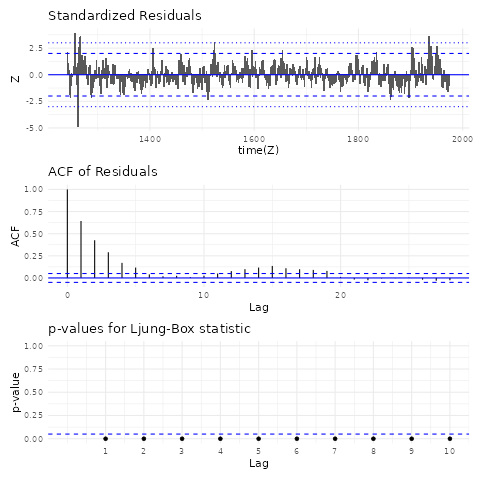 Standardized Residuals
2.5
0.0
-2.5
-5.0
Z
1400
1600
1800
2000
time(Z)
ACF of Residuals
1.00
0.75
0.50
0.25
0.00
ACF
0
10
20
Lag
p-values for Ljung-Box statistic
1.00
0.75
0.50
0.25
0.00
p-value
1 2 3 4 5 6 7 8 9 10
Lag